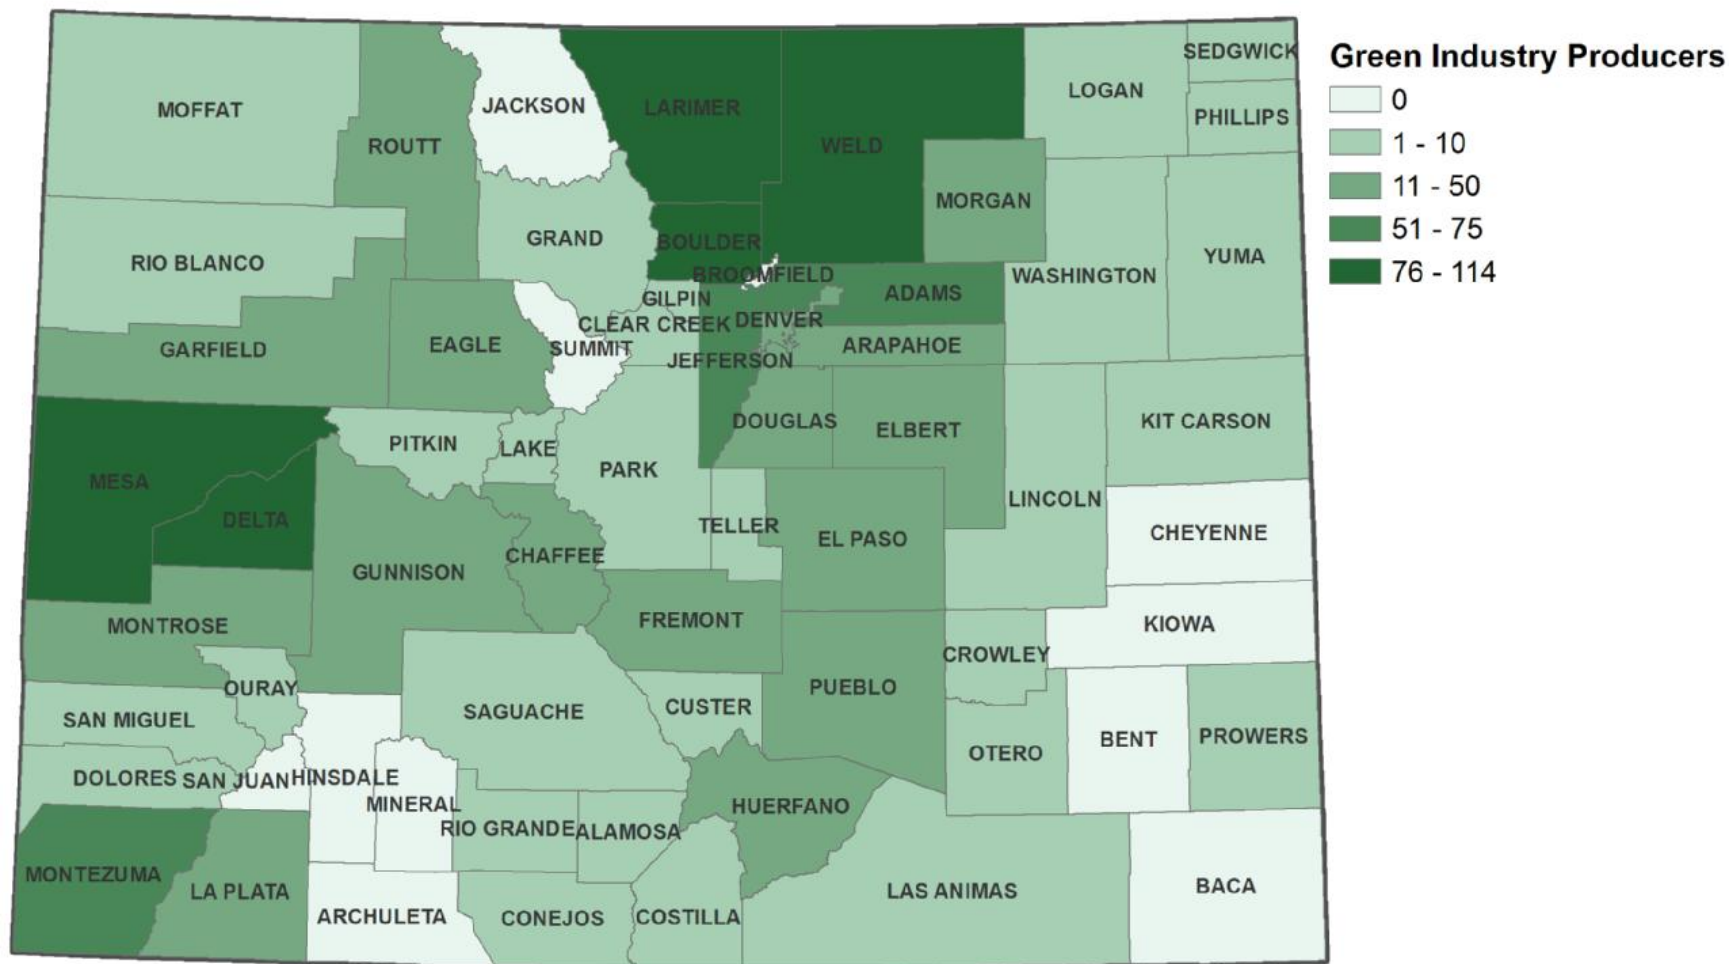 Green Industry Producers
0
1 - 10
11 - 50
51 - 75
76 - 114
MOFFAT
ROUTT
JACKSON
LARIMER
WELD
LOGAN
SEDGWICK
PHILLIPS
MORGAN
RIO BLANCO
GRAND
BOULDER
BROOMFIELD
WASHINGTON
YUMA
GARFIELD
EAGLE
SUMMIT
GILPIN
CLEAR CREEK
DENVER
ADAMS
JEFFERSON
ARAPAHOE
MESA
DELTA
PITKIN
LAKE
PARK
DOUGLAS
ELBERT
KIT CARSON
LINCOLN
GUNNISON
CHAFFEE
TELLER
EL PASO
CHEYENNE
MONTROSE
FREMONT
KIOWA
CROWLEY
OURAY
SAN MIGUEL
SAGUACHE
CUSTER
PUEBLO
OTERO
BENT
PROWERS
DOLORES
SAN JUAN
HINSDALE
MINERAL
RIO GRANDE
ALAMOSA
HUERFANO
MONTEZUMA
LA PLATA
ARCHULETA
CONEJOS
COSTILLA
LAS ANIMAS
BACA